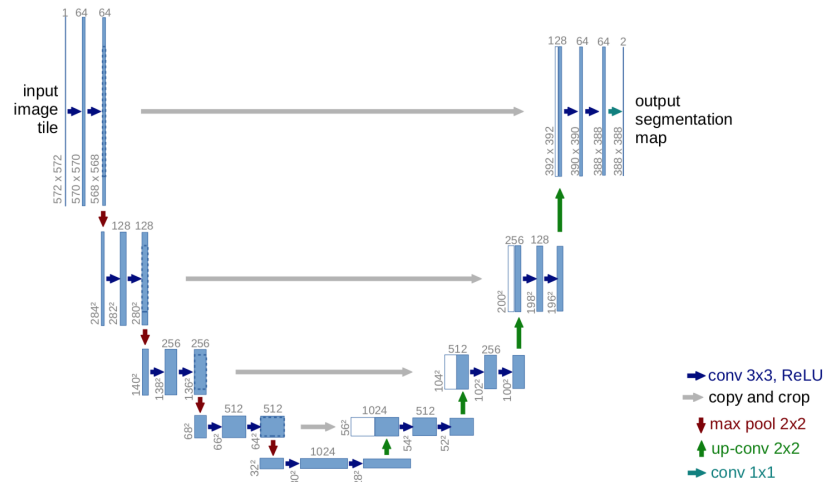 1 64 64
input
image
tile
572 x 572
570 x 570
568 x 568
128 64 64 2
output
segmentation
map
392 x 392
390 x 390
388 x 388
388 x 388
128 128
284²
282²
280²
256 128
200²
198²
196²
256 256
140²
138²
136²
512 256
104²
102²
100²
512 512
68²
66²
64²
1024 512
56²
54²
52²
1024
32²
conv 3x3, ReLU
copy and crop
max pool 2x2
up-conv 2x2
conv 1x1